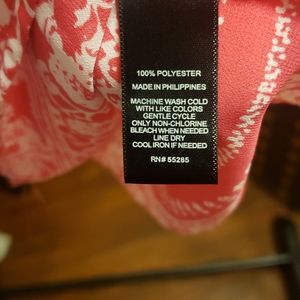 100% POLYESTER
MADE IN PHILIPPINES
MACHINE WASH COLD
WITH LIKE COLORS
GENTLE CYCLE
ONLY NON-CHLORINE
BLEACH WHEN NEEDED
LINE DRY
COOL IRON IF NEEDED
RN# 55285